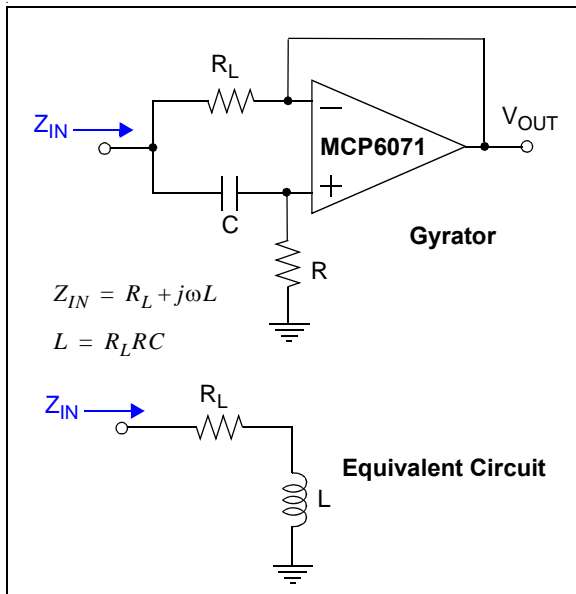 R_L
Z_IN
−
MCP6071
V_OUT
+
C
Gyrator
R
Z_IN = R_L + jωL
L = R_L RC
Z_IN
R_L
Equivalent Circuit
L